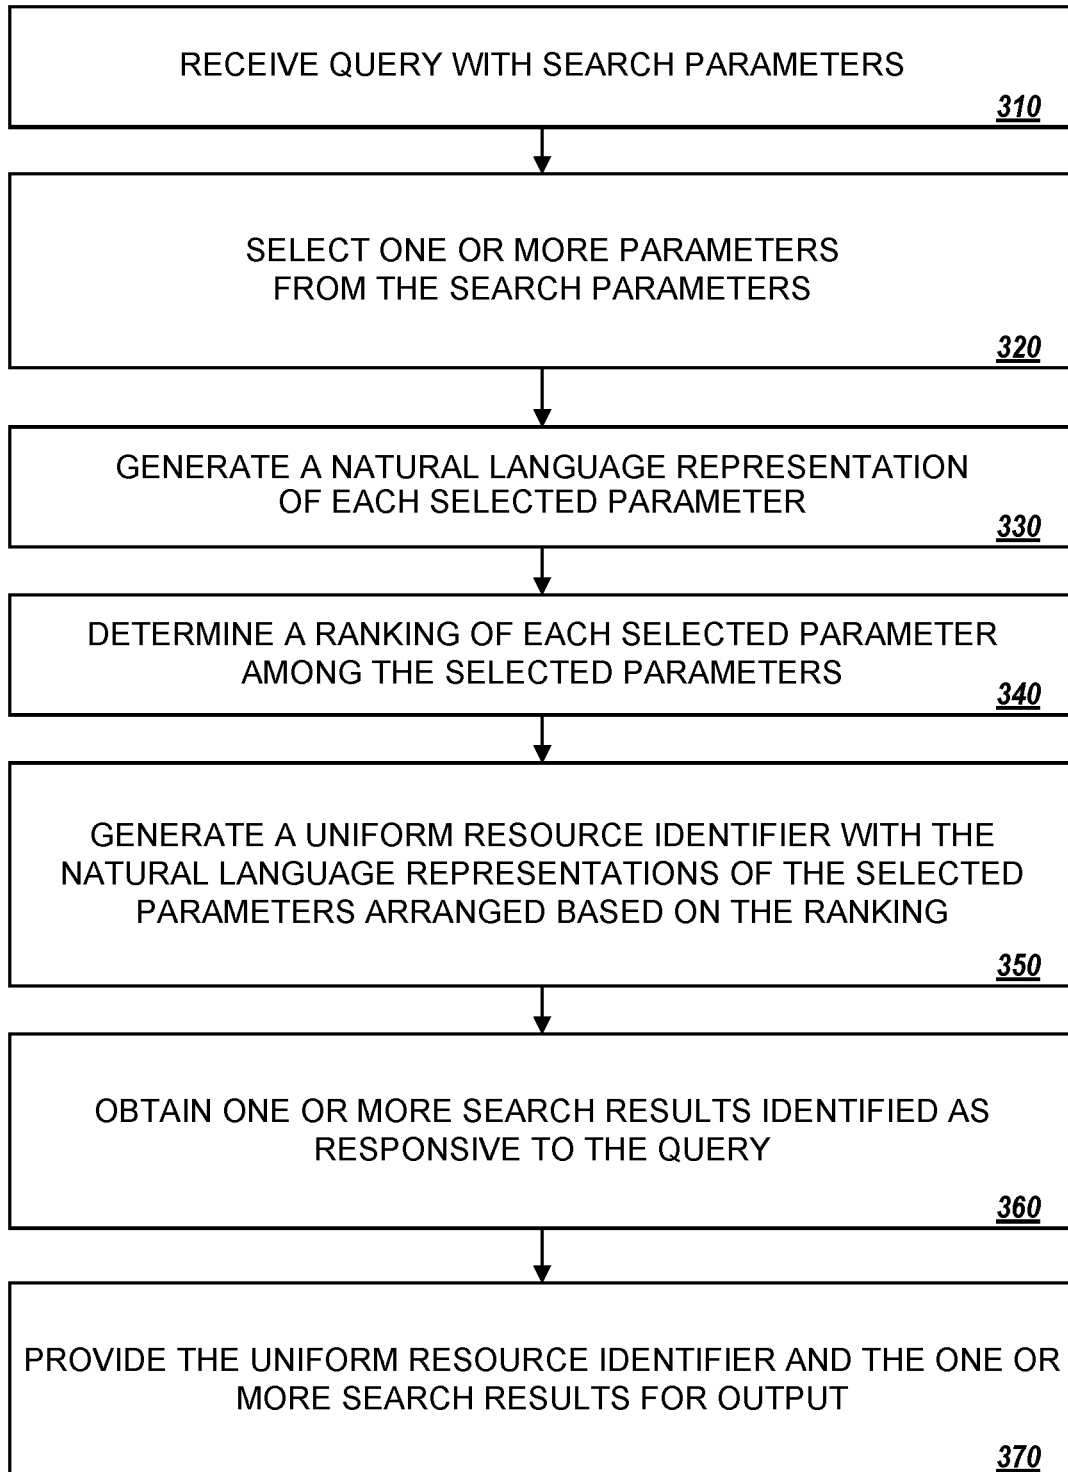 RECEIVE QUERY WITH SEARCH PARAMETERS
310
SELECT ONE OR MORE PARAMETERS
FROM THE SEARCH PARAMETERS
320
GENERATE A NATURAL LANGUAGE REPRESENTATION
OF EACH SELECTED PARAMETER
330
DETERMINE A RANKING OF EACH SELECTED PARAMETER
AMONG THE SELECTED PARAMETERS
340
GENERATE A UNIFORM RESOURCE IDENTIFIER WITH THE
NATURAL LANGUAGE REPRESENTATIONS OF THE SELECTED
PARAMETERS ARRANGED BASED ON THE RANKING
350
OBTAIN ONE OR MORE SEARCH RESULTS IDENTIFIED AS
RESPONSIVE TO THE QUERY
360
PROVIDE THE UNIFORM RESOURCE IDENTIFIER AND THE ONE OR
MORE SEARCH RESULTS FOR OUTPUT
370